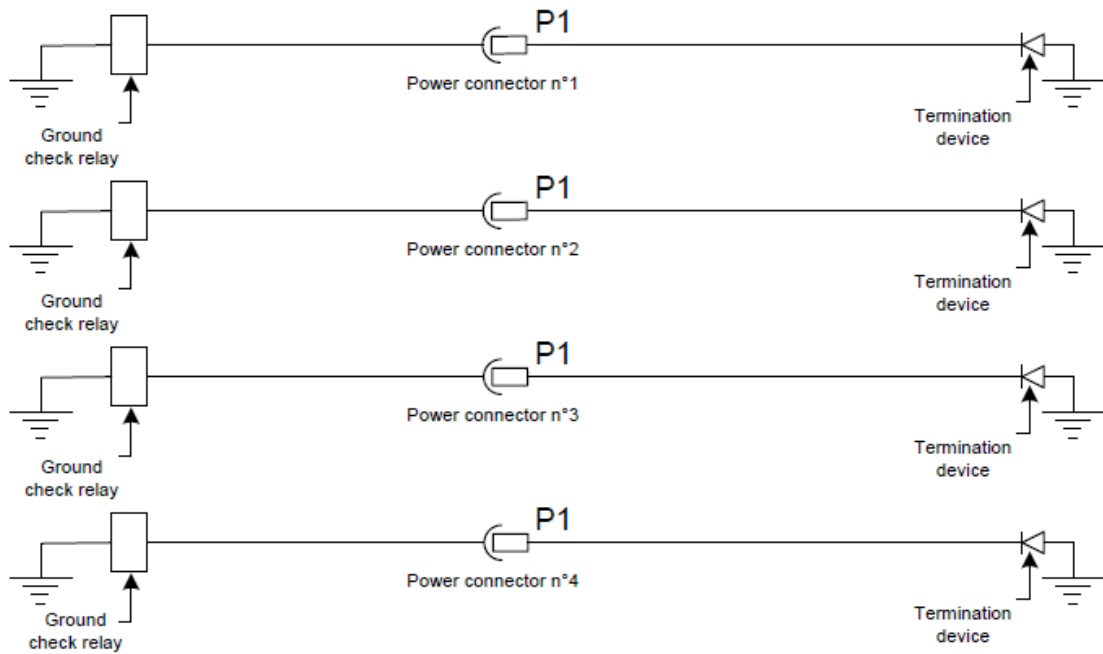 P1
Power connector n°1
Ground
check relay
Termination
device
P1
Power connector n°2
Ground
check relay
Termination
device
P1
Power connector n°3
Ground
check relay
Termination
device
P1
Power connector n°4
Ground
check relay
Termination
device